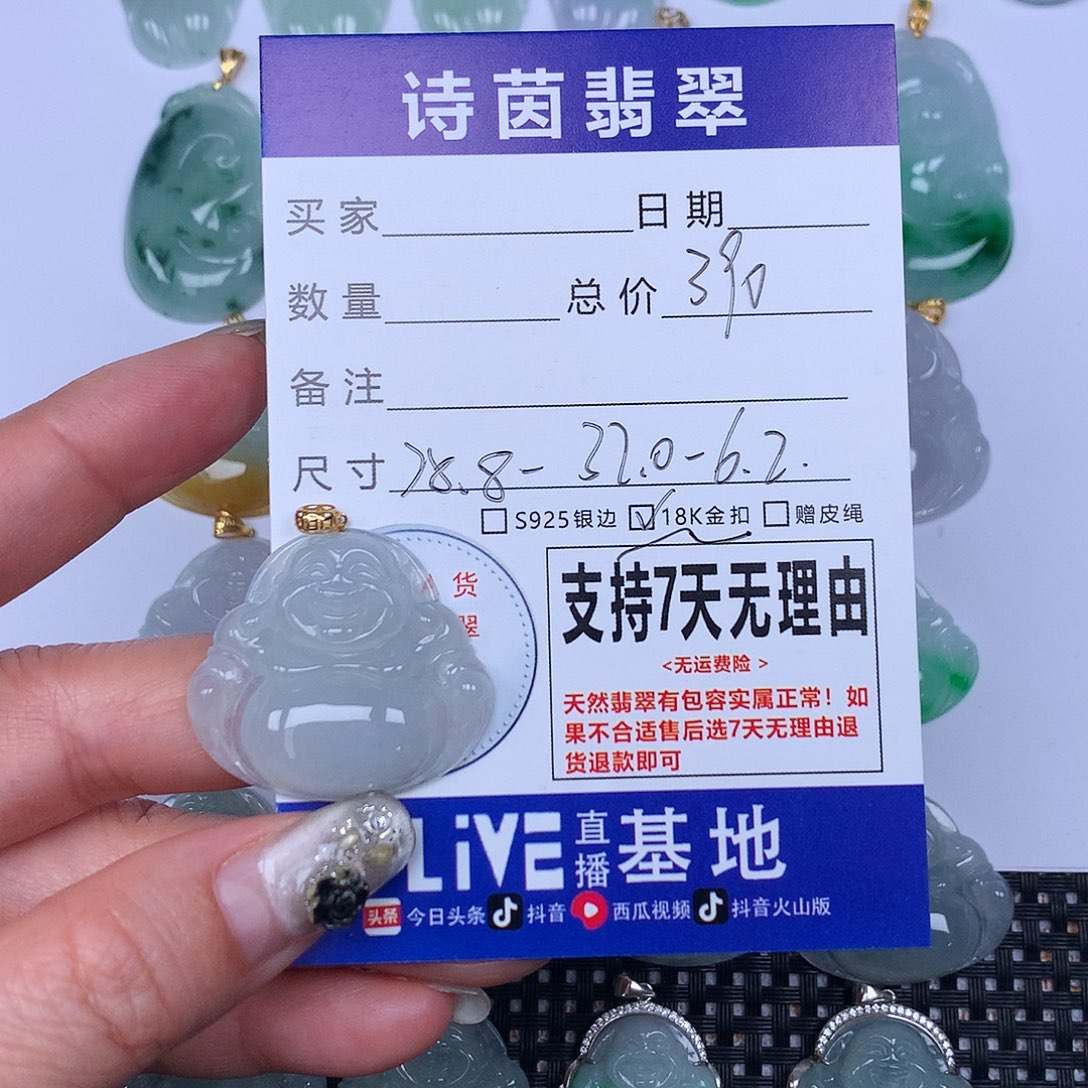 诗茵翡翠
买家 日期
数量 总价 390
备注
尺寸 28.8-32.0-6.2.
S925银边 18K金扣 赠皮绳
货
翠
支持7天无理由
<无运费险>
天然翡翠有包容实属正常！如
果不合适售后选7天无理由退
货退款即可
LiVE 直播 基地
头条 今日头条 抖音 西瓜视频 抖音火山版